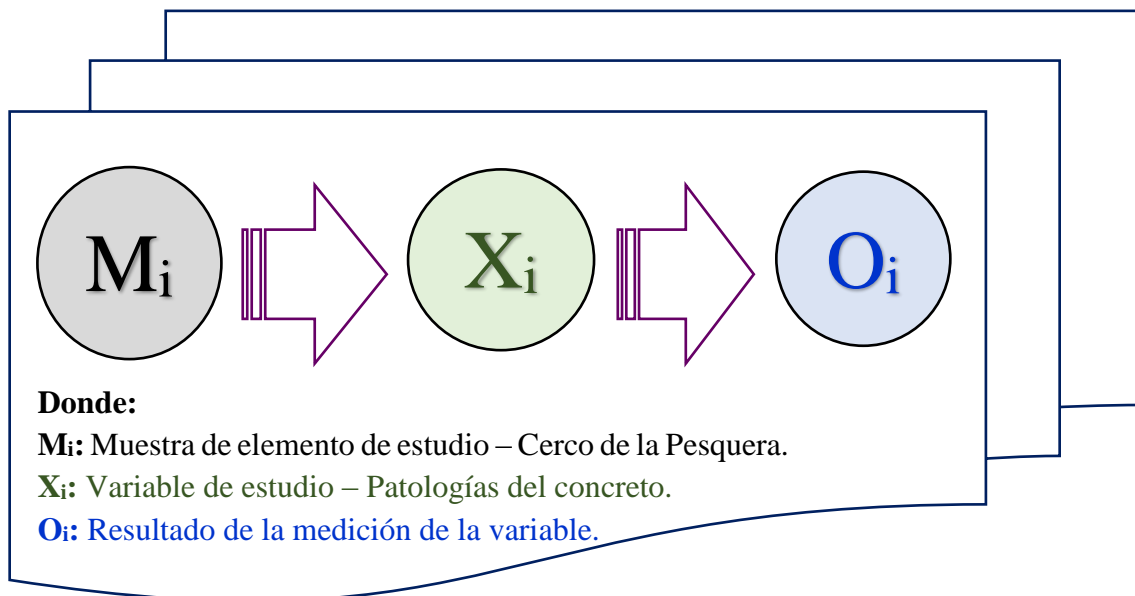 Mi Xi Oi
Donde:
Mi: Muestra de elemento de estudio – Cerco de la Pesquera.
Xi: Variable de estudio – Patologías del concreto.
Oi: Resultado de la medición de la variable.